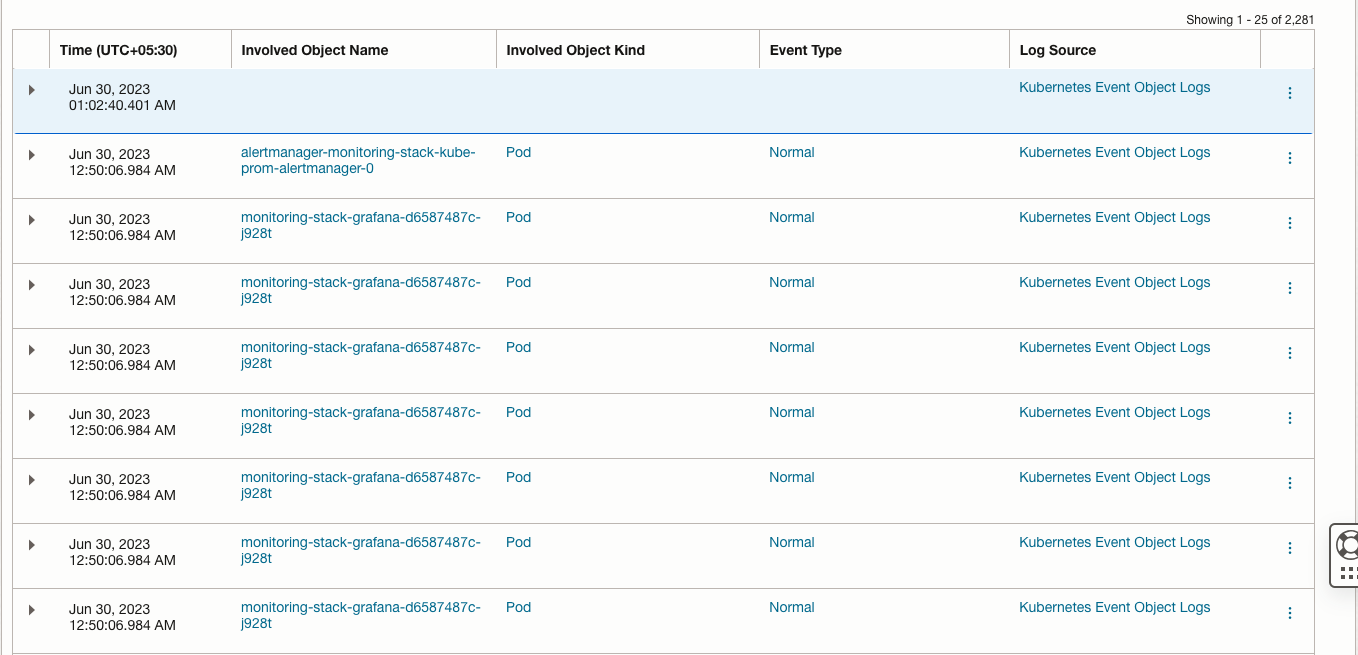 Showing 1 - 25 of 2,281
Time (UTC+05:30) Involved Object Name Involved Object Kind Event Type Log Source
Jun 30, 2023 Kubernetes Event Object Logs
01:02:40.401 AM
Jun 30, 2023 alertmanager-monitoring-stack-kube- Pod Normal Kubernetes Event Object Logs
12:50:06.984 AM prom-alertmanager-0
Jun 30, 2023 monitoring-stack-grafana-d6587487c- Pod Normal Kubernetes Event Object Logs
12:50:06.984 AM j928t
Jun 30, 2023 monitoring-stack-grafana-d6587487c- Pod Normal Kubernetes Event Object Logs
12:50:06.984 AM j928t
Jun 30, 2023 monitoring-stack-grafana-d6587487c- Pod Normal Kubernetes Event Object Logs
12:50:06.984 AM j928t
Jun 30, 2023 monitoring-stack-grafana-d6587487c- Pod Normal Kubernetes Event Object Logs
12:50:06.984 AM j928t
Jun 30, 2023 monitoring-stack-grafana-d6587487c- Pod Normal Kubernetes Event Object Logs
12:50:06.984 AM j928t
Jun 30, 2023 monitoring-stack-grafana-d6587487c- Pod Normal Kubernetes Event Object Logs
12:50:06.984 AM j928t
Jun 30, 2023 monitoring-stack-grafana-d6587487c- Pod Normal Kubernetes Event Object Logs
12:50:06.984 AM j928t